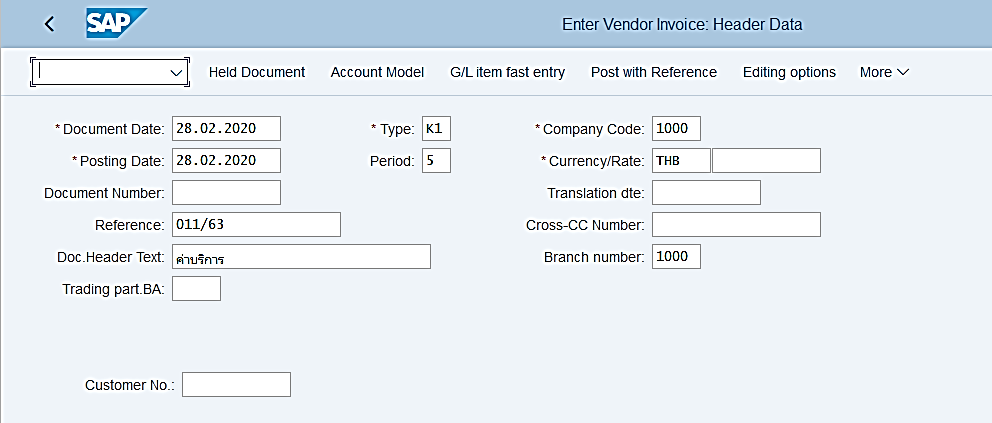 SAP Enter Vendor Invoice: Header Data
Held Document Account Model G/L item fast entry Post with Reference Editing options More
* Document Date: 28.02.2020 * Type: K1 * Company Code: 1000
* Posting Date: 28.02.2020 Period: 5 * Currency/Rate: THB
Document Number: Translation dte:
Reference: 011/63 Cross-CC Number:
Doc.Header Text: ค่าบริการ Branch number: 1000
Trading part.BA:
Customer No.: